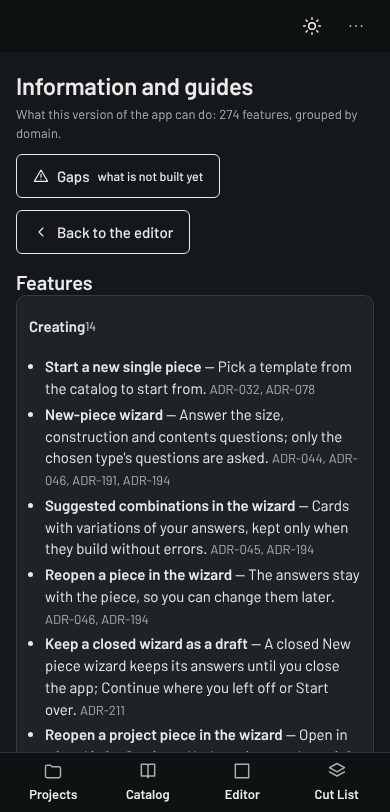 Information and guides
What this version of the app can do: 274 features, grouped by
domain.
Gaps what is not built yet
Back to the editor
Features
Creating14
Start a new single piece — Pick a template from
the catalog to start from. ADR-032, ADR-078
New-piece wizard — Answer the size,
construction and contents questions; only the
chosen type's questions are asked. ADR-044, ADR-
046, ADR-191, ADR-194
Suggested combinations in the wizard — Cards
with variations of your answers, kept only when
they build without errors. ADR-045, ADR-194
Reopen a piece in the wizard — The answers stay
with the piece, so you can change them later.
ADR-046, ADR-194
Keep a closed wizard as a draft — A closed New
piece wizard keeps its answers until you close
the app; Continue where you left off or Start
over. ADR-211
Reopen a project piece in the wizard — Open in
Projects
Catalog
Editor
Cut List